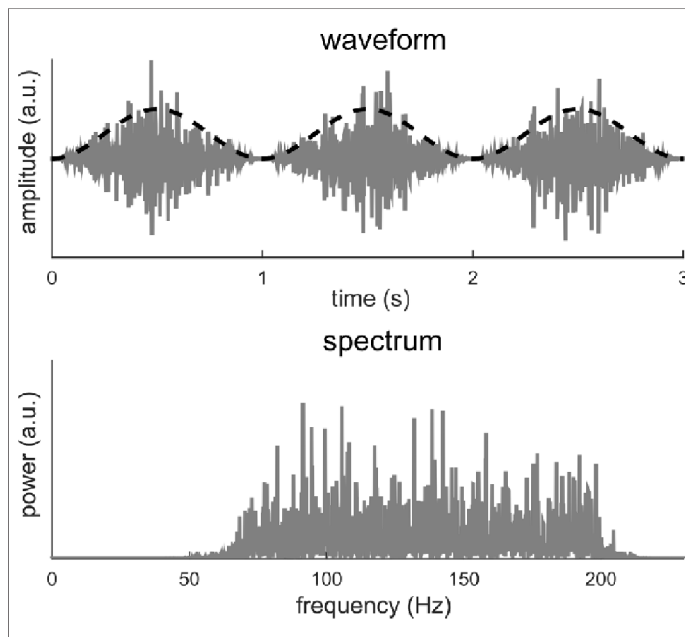 waveform
amplitude (a.u.)
0 1 2 3
time (s)
spectrum
power (a.u.)
0 50 100 150 200
frequency (Hz)